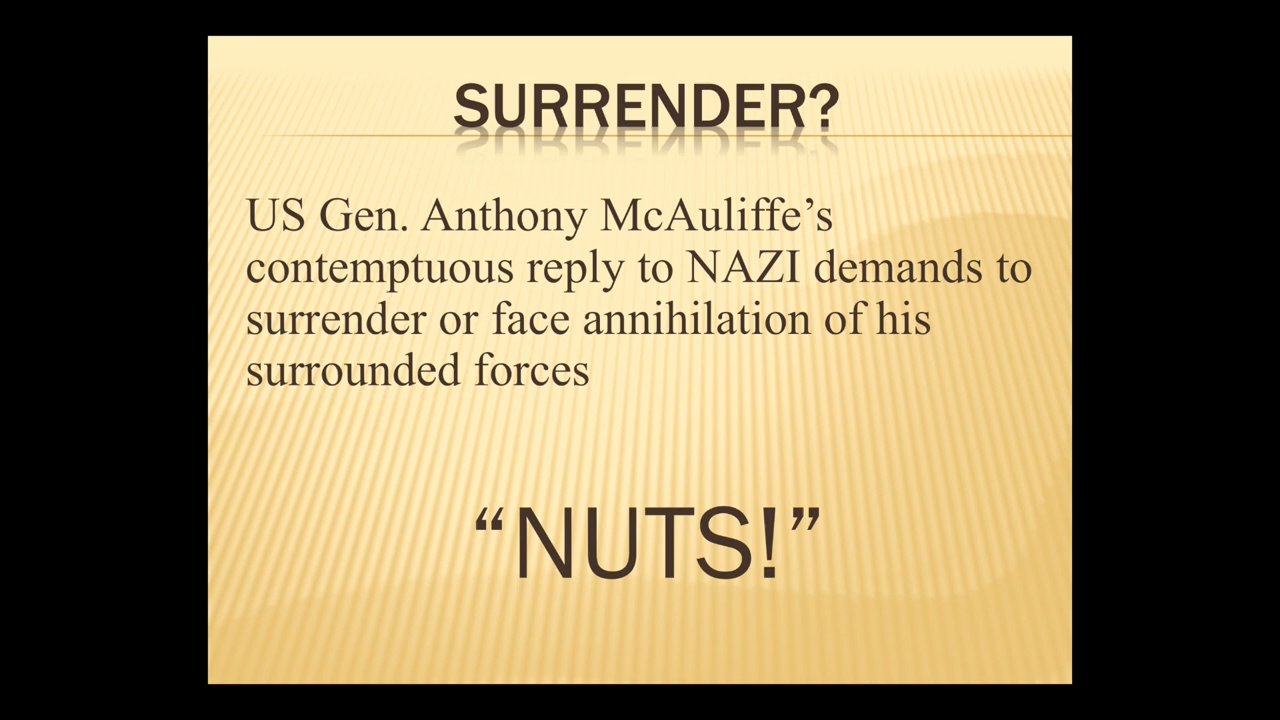 SURRENDER?
US Gen. Anthony McAuliffe’s
contemptuous reply to NAZI demands to
surrender or face annihilation of his
surrounded forces
“NUTS!”